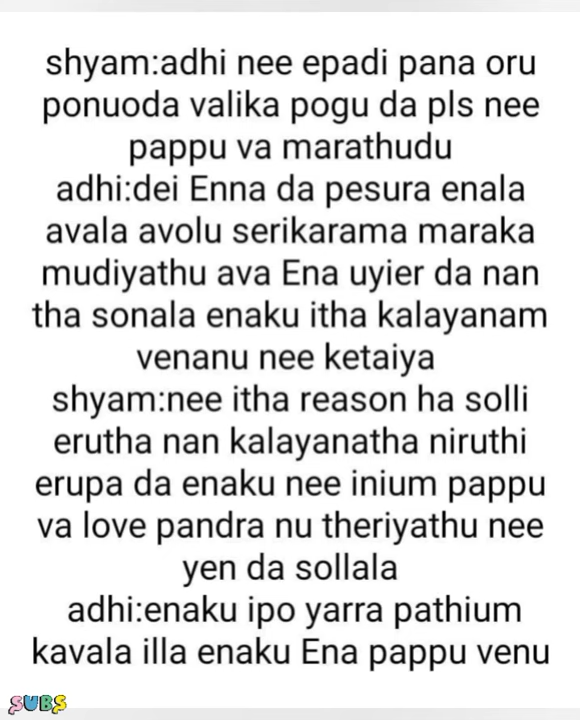 shyam:adhi nee epadi pana oru
ponuoda valika pogu da pls nee
pappu va marathudu
adhi:dei Enna da pesura enala
avala avolu serikarama maraka
mudiyathu ava Ena uyier da nan
tha sonala enaku itha kalayanam
venanu nee ketaiya
shyam:nee itha reason ha solli
erutha nan kalayanatha niruthi
erupa da enaku nee inium pappu
va love pandra nu theriyathu nee
yen da sollala
adhi:enaku ipo yarra pathium
kavala illa enaku Ena pappu venu
SUBS